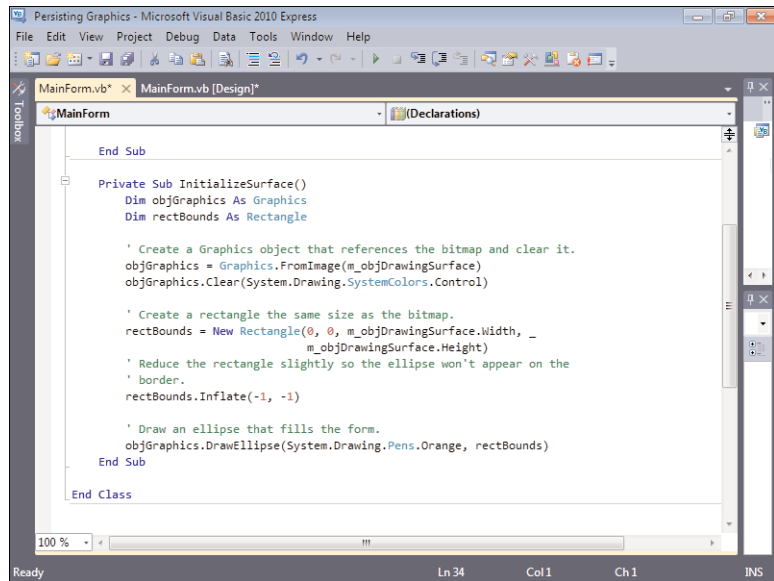 Persisting Graphics - Microsoft Visual Basic 2010 Express
File Edit View Project Debug Data Tools Window Help
MainForm.vb* MainForm.vb [Design]*
Toolbox
MainForm (Declarations)
End Sub
Private Sub InitializeSurface()
Dim objGraphics As Graphics
Dim rectBounds As Rectangle
' Create a Graphics object that references the bitmap and clear it.
objGraphics = Graphics.FromImage(m_objDrawingSurface)
objGraphics.Clear(System.Drawing.SystemColors.Control)
' Create a rectangle the same size as the bitmap.
rectBounds = New Rectangle(0, 0, m_objDrawingSurface.Width, _
m_objDrawingSurface.Height)
' Reduce the rectangle slightly so the ellipse won't appear on the
' border.
rectBounds.Inflate(-1, -1)
' Draw an ellipse that fills the form.
objGraphics.DrawEllipse(System.Drawing.Pens.Orange, rectBounds)
End Sub
End Class
100 %
Ready Ln 34 Col 1 Ch 1 INS